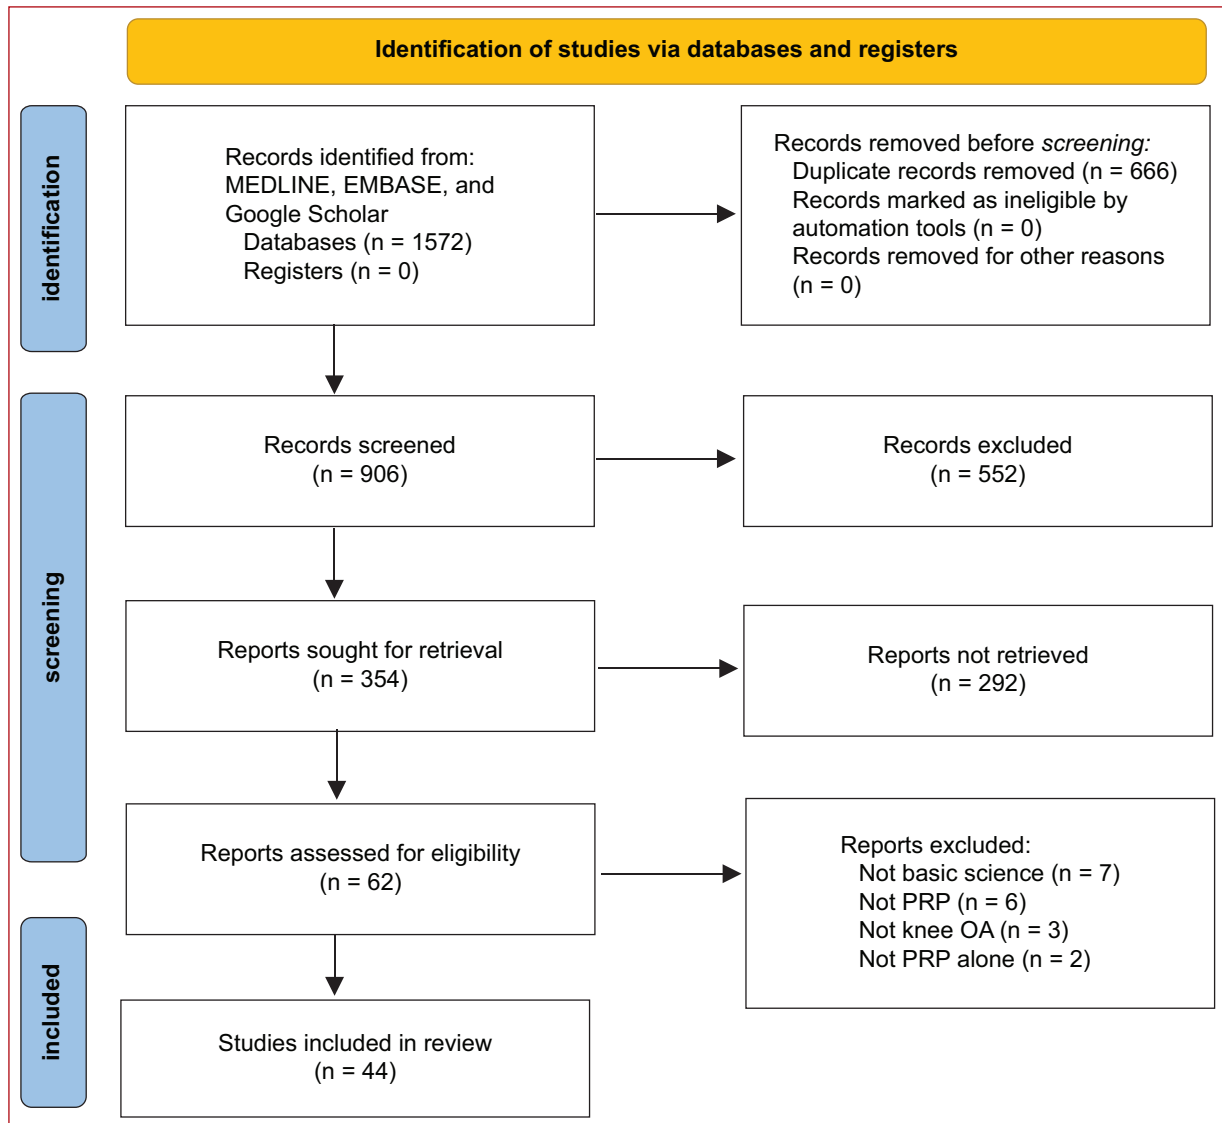 Identification of studies via databases and registers
identification
Records identified from:
MEDLINE, EMBASE, and
Google Scholar
Databases (n = 1572)
Registers (n = 0)
Records removed before screening:
Duplicate records removed (n = 666)
Records marked as ineligible by
automation tools (n = 0)
Records removed for other reasons
(n = 0)
screening
Records screened
(n = 906)
Records excluded
(n = 552)
Reports sought for retrieval
(n = 354)
Reports not retrieved
(n = 292)
Reports assessed for eligibility
(n = 62)
Reports excluded:
Not basic science (n = 7)
Not PRP (n = 6)
Not knee OA (n = 3)
Not PRP alone (n = 2)
included
Studies included in review
(n = 44)